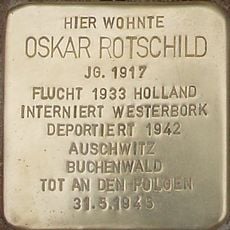 HIER WOHNTE
OSKAR ROTSCHILD
JG. 1917
FLUCHT 1933 HOLLAND
INTERNIERT WESTERBORK
DEPORTIERT 1942
AUSCHWITZ
BUCHENWALD
TOT AN DEN FOLGEN
31.5.1945